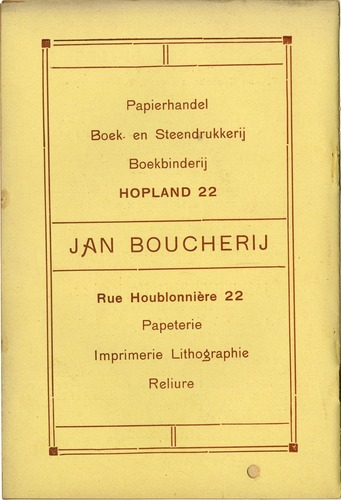 Papierhandel
Boek- en Steendrukkerij
Boekbinderij
HOPLAND 22
JAN BOUCHERIJ
Rue Houblonnière 22
Papeterie
Imprimerie Lithographie
Reliure